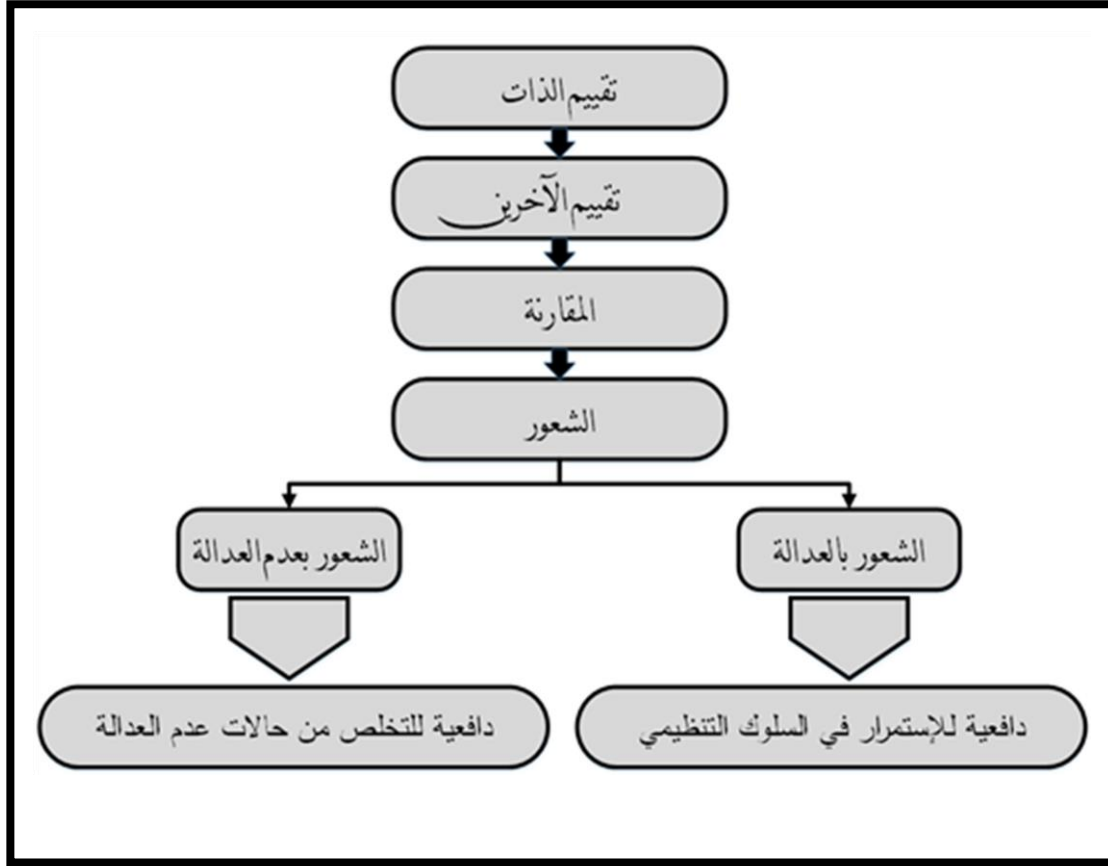 تقييم الذات
تقييم الآخرين
المقارنة
الشعور
الشعور بالعدالة
الشعور بعدم العدالة
دافعية للإستمرار في السلوك التنظيمي
دافعية للتخلص من حالات عدم العدالة